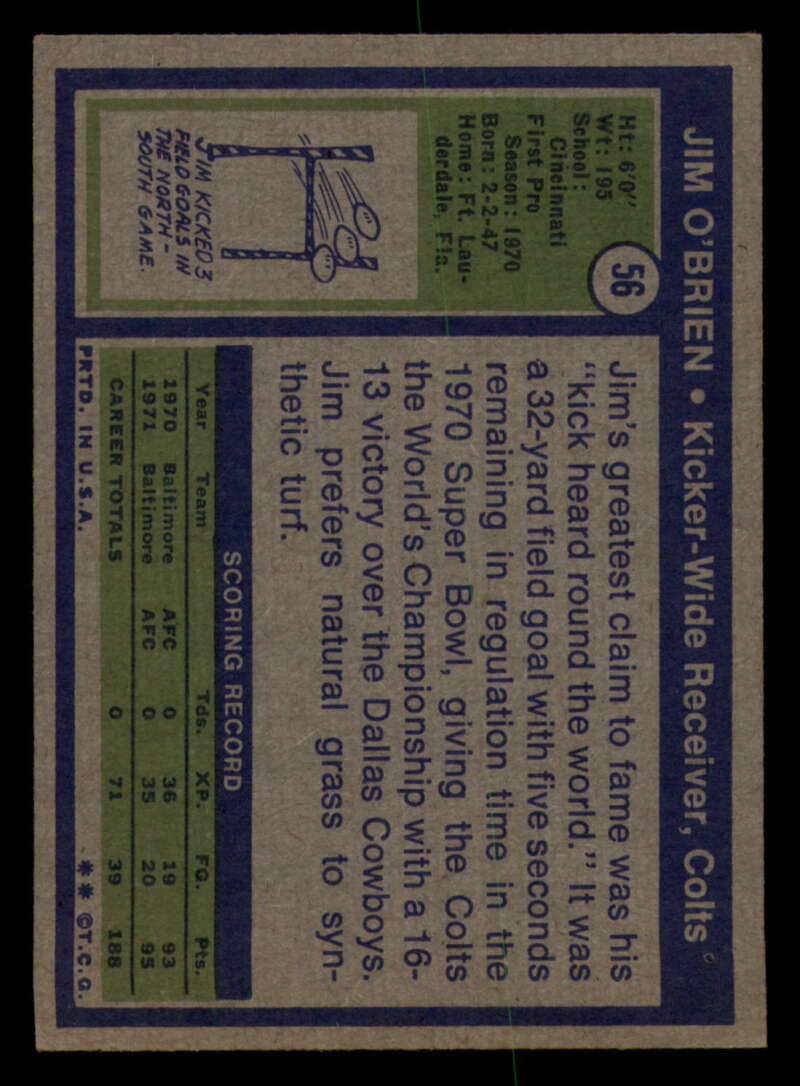 JIM O'BRIEN • Kicker-Wide Receiver, Colts
56
Ht: 6'0"
Wt: 195
School:
Cincinnati
First Pro
Season: 1970
Born: 2-2-47
Home: Ft. Lau-
derdale, Fla.
JIM KICKED 3
FIELD GOALS IN
THE NORTH-
SOUTH GAME.
Jim's greatest claim to fame was his
"kick heard round the world." It was
a 32-yard field goal with five seconds
remaining in regulation time in the
1970 Super Bowl, giving the Colts
the World's Championship with a 16-
13 victory over the Dallas Cowboys.
Jim prefers natural grass to syn-
thetic turf.
SCORING RECORD
Year Team Tds. XP. FG. Pts.
1970 Baltimore AFC 0 36 19 93
1971 Baltimore AFC 0 35 20 95
CAREER TOTALS 0 71 39 188
PRTD. IN U.S.A. ** ©T.C.G.